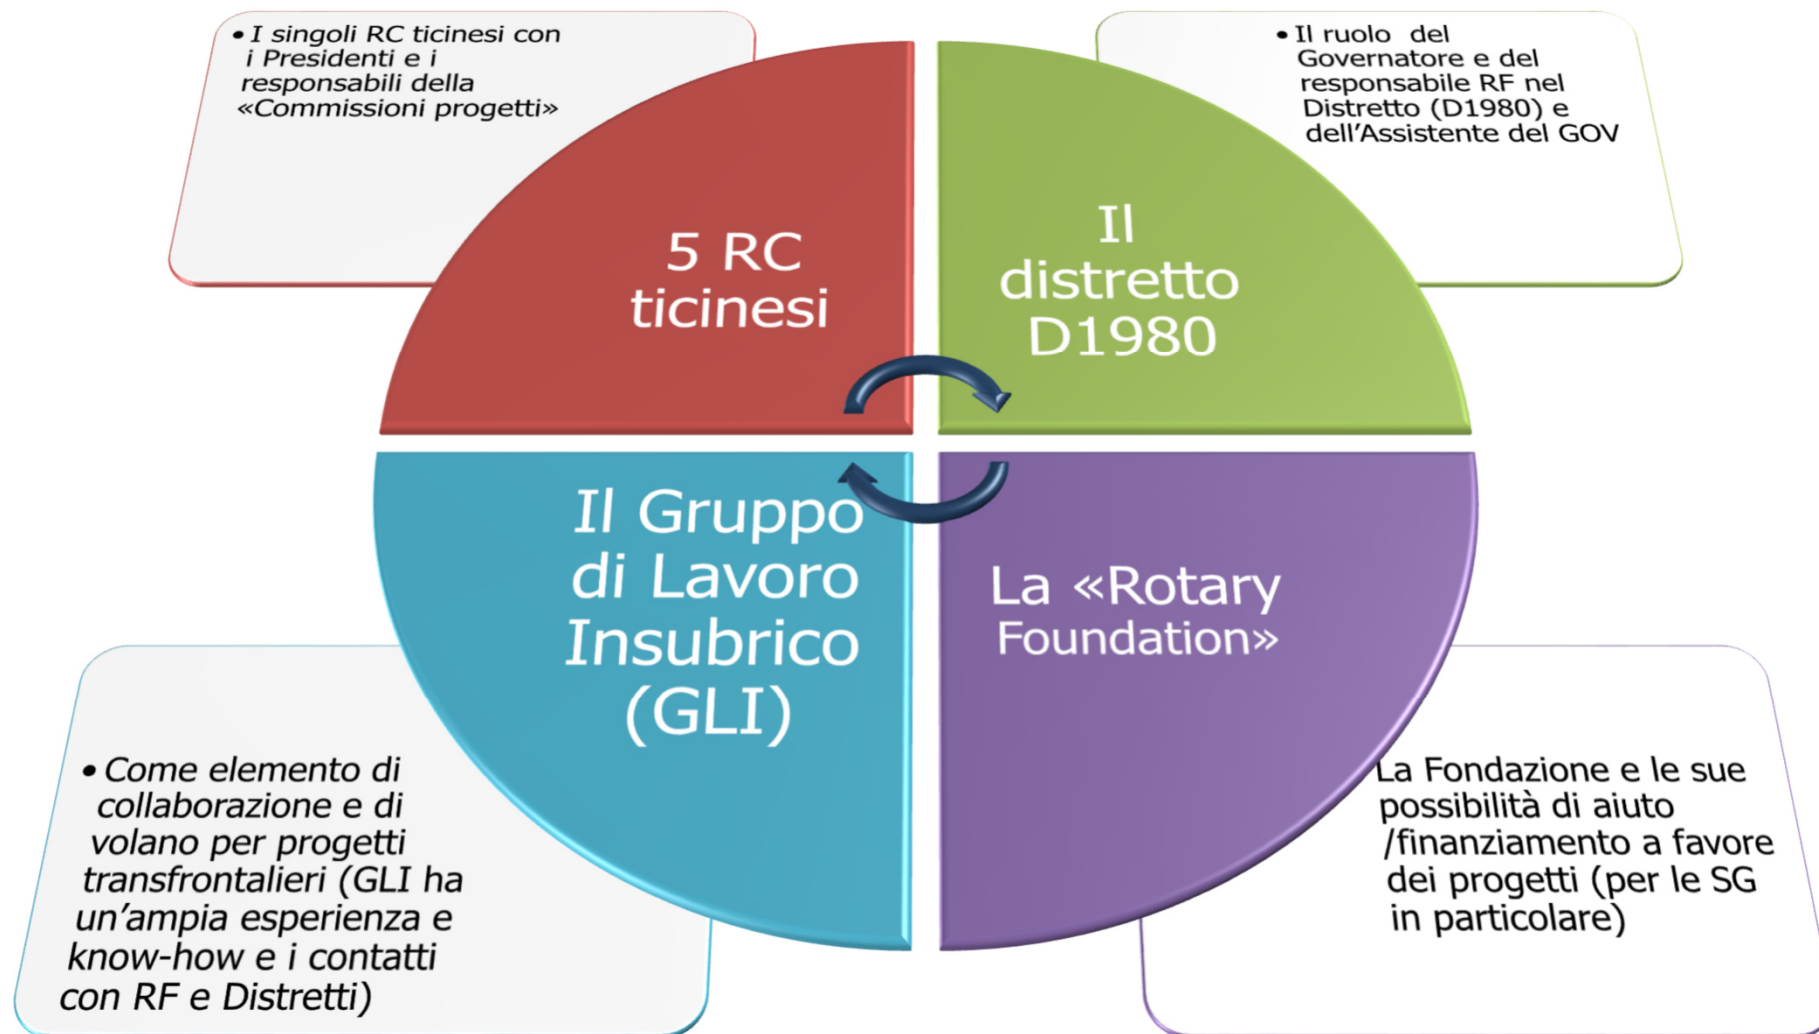 • I singoli RC ticinesi con
i Presidenti e i
responsabili della
«Commissioni progetti»
• Il ruolo del
Governatore e del
responsabile RF nel
Distretto (D1980) e
dell'Assistente del GOV
5 RC
ticinesi
Il
distretto
D1980
Il Gruppo
di Lavoro
Insubrico
(GLI)
La «Rotary
Foundation»
• Come elemento di
collaborazione e di
volano per progetti
transfrontalieri (GLI ha
un'ampia esperienza e
know-how e i contatti
con RF e Distretti)
La Fondazione e le sue
possibilità di aiuto
/finanziamento a favore
dei progetti (per le SG
in particolare)